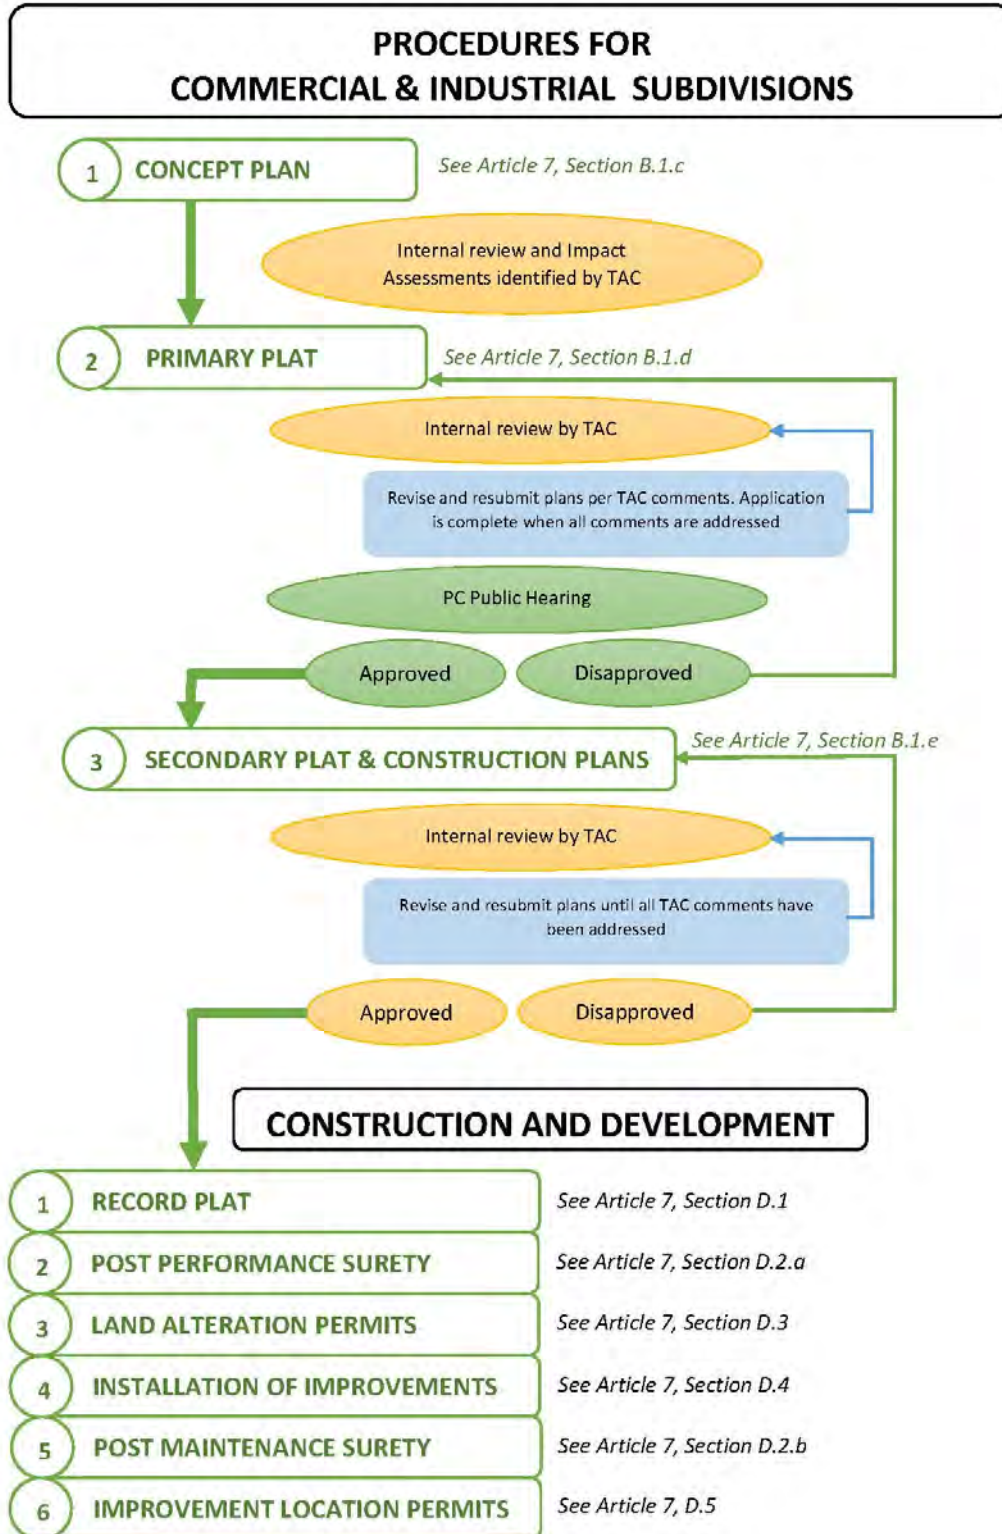 PROCEDURES FOR
COMMERCIAL & INDUSTRIAL SUBDIVISIONS
1 CONCEPT PLAN
See Article 7, Section B.1.c
Internal review and Impact
Assessments identified by TAC
2 PRIMARY PLAT
See Article 7, Section B.1.d
Internal review by TAC
Revise and resubmit plans per TAC comments. Application
is complete when all comments are addressed
PC Public Hearing
Approved
Disapproved
3 SECONDARY PLAT & CONSTRUCTION PLANS
See Article 7, Section B.1.e
Internal review by TAC
Revise and resubmit plans until all TAC comments have
been addressed
Approved
Disapproved
CONSTRUCTION AND DEVELOPMENT
1 RECORD PLAT
See Article 7, Section D.1
2 POST PERFORMANCE SURETY
See Article 7, Section D.2.a
3 LAND ALTERATION PERMITS
See Article 7, Section D.3
4 INSTALLATION OF IMPROVEMENTS
See Article 7, Section D.4
5 POST MAINTENANCE SURETY
See Article 7, Section D.2.b
6 IMPROVEMENT LOCATION PERMITS
See Article 7, D.5